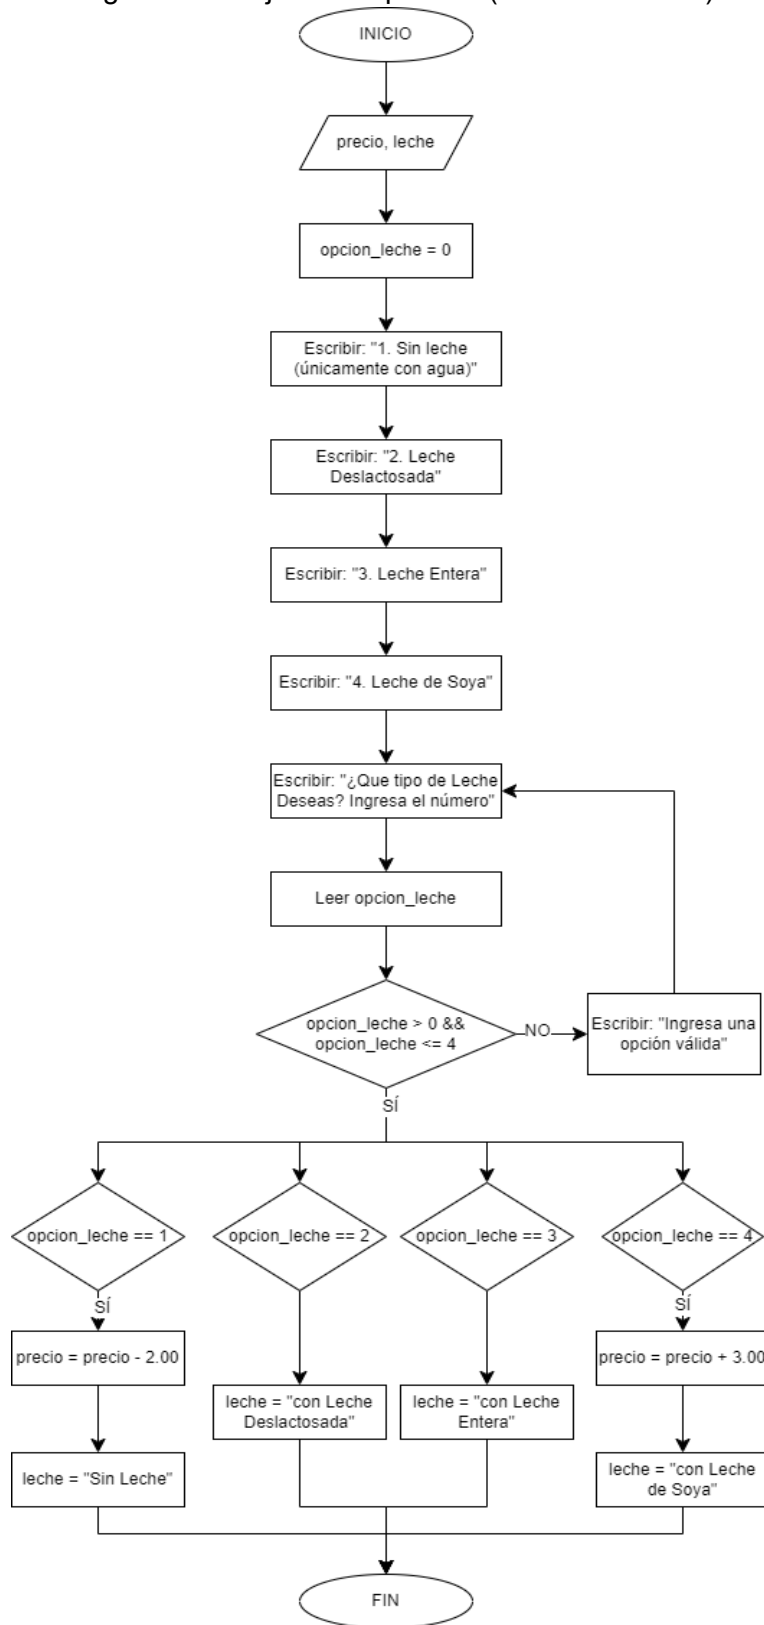 INICIO
precio, leche
opcion_leche = 0
Escribir: "1. Sin leche
(únicamente con agua)"
Escribir: "2. Leche
Deslactosada"
Escribir: "3. Leche Entera"
Escribir: "4. Leche de Soya"
Escribir: "¿Que tipo de Leche
Deseas? Ingresa el número"
Leer opcion_leche
opcion_leche > 0 &&
opcion_leche <= 4
NO
Escribir: "Ingresa una
opción válida"
SÍ
opcion_leche == 1
opcion_leche == 2
opcion_leche == 3
opcion_leche == 4
SÍ
SÍ
precio = precio - 2.00
precio = precio + 3.00
leche = "con Leche
Deslactosada"
leche = "con Leche
Entera"
leche = "Sin Leche"
leche = "con Leche
de Soya"
FIN